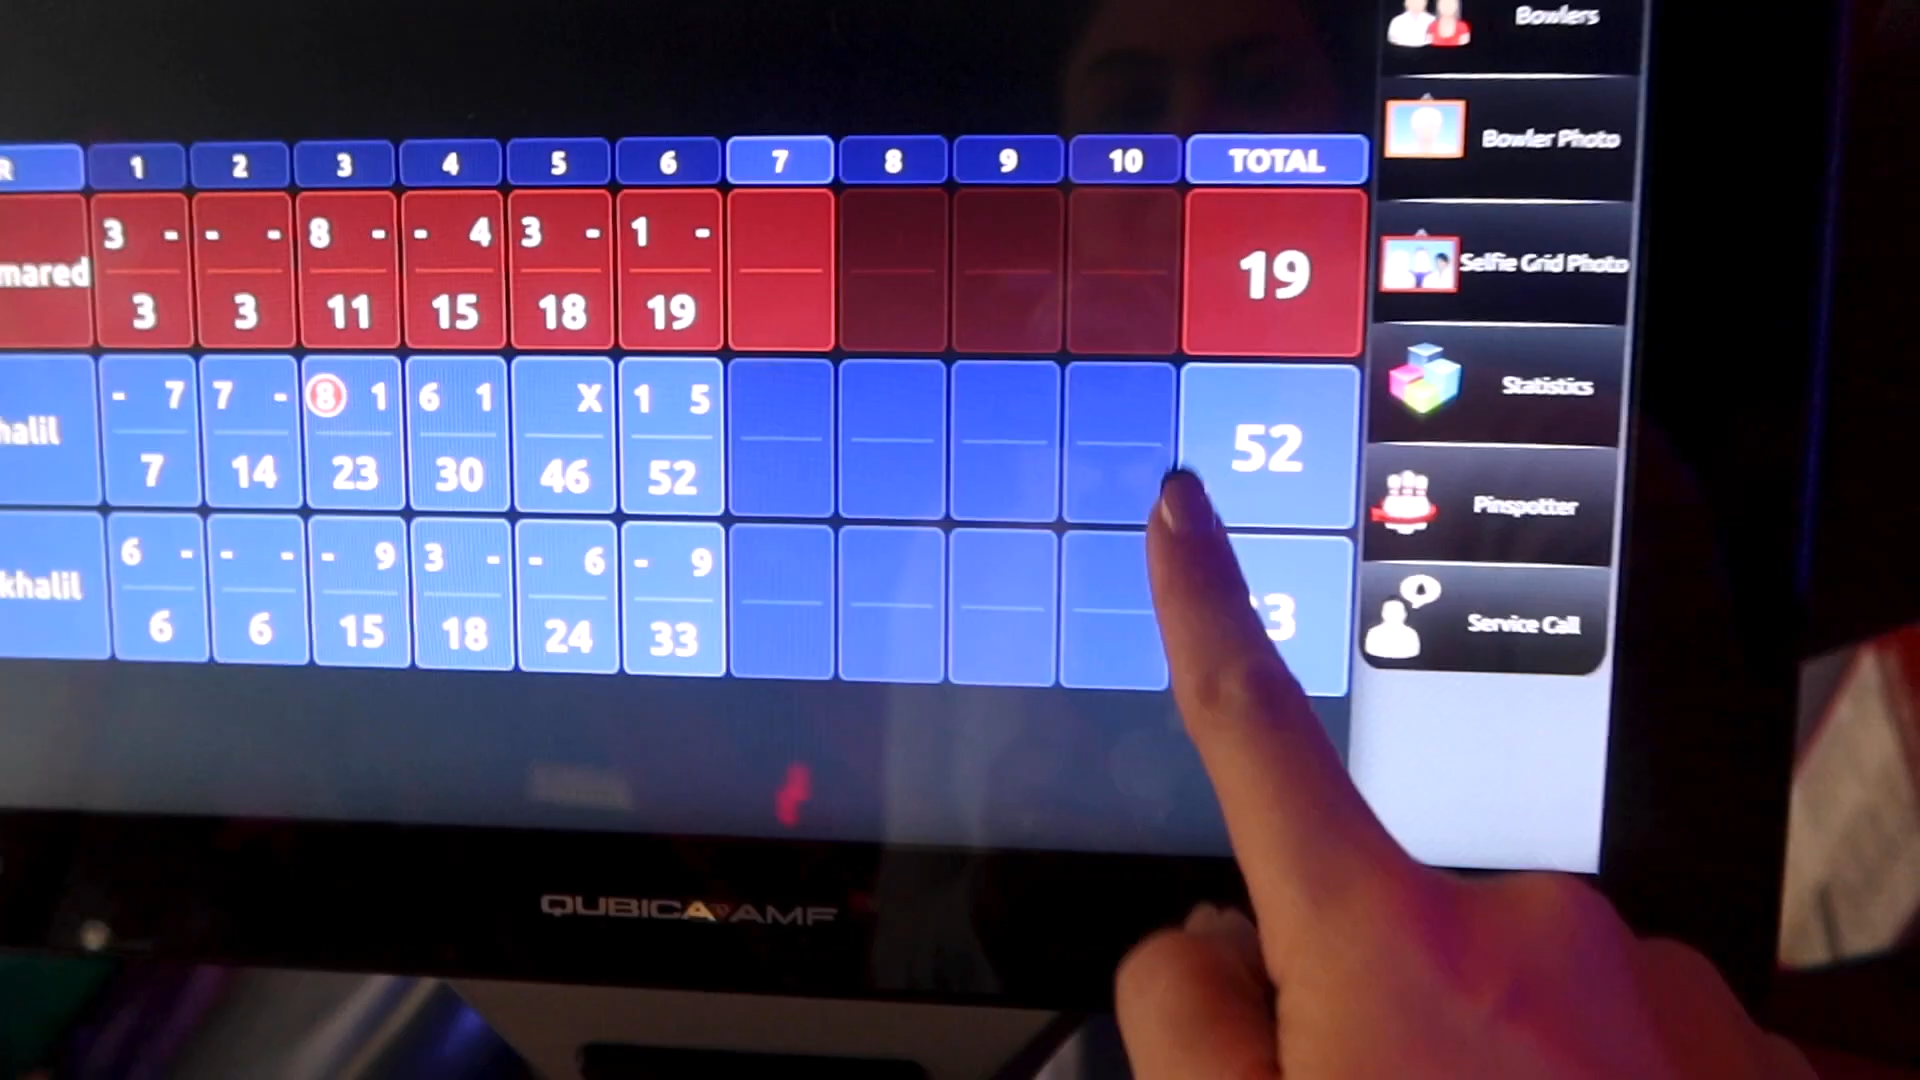 Bowlers
Bowler Photo
R 1 2 3 4 5 6 7 8 9 10 TOTAL
3 - - - 8 - - 4 3 - 1 -
mared 19
3 3 11 15 18 19
Selfie Grid Photo
- 7 7 - 8 1 6 1 X 1 5
halil 52
7 14 23 30 46 52
Statistics
Pinspotter
6 - - - - 9 3 - - 6 - 9
khalil 3
6 6 15 18 24 33
Service Call
QUBICA AMF